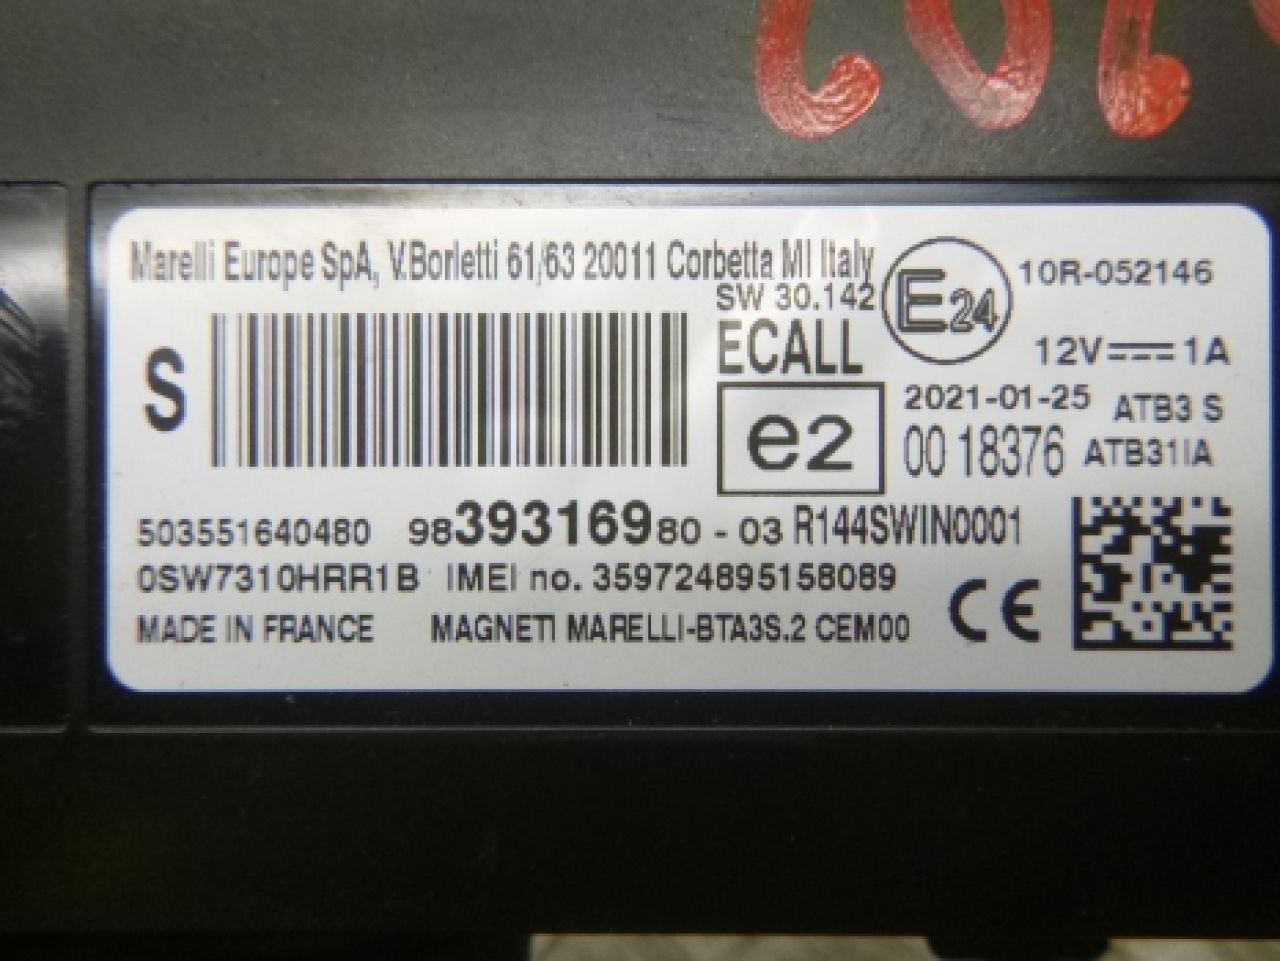 Marelli Europe SpA, V.Borletti 61/63 20011 Corbetta MI Italy
SW 30.142
E24
10R-052146
S
ECALL
12V⎓1A
e2
2021-01-25
ATB3 S
00 18376
ATB31IA
503551640480 9839316980 - 03 R144SWIN0001
0SW7310HRR1B IMEI no. 359724895158089
CE
MADE IN FRANCE MAGNETI MARELLI-BTA3S.2 CEM00